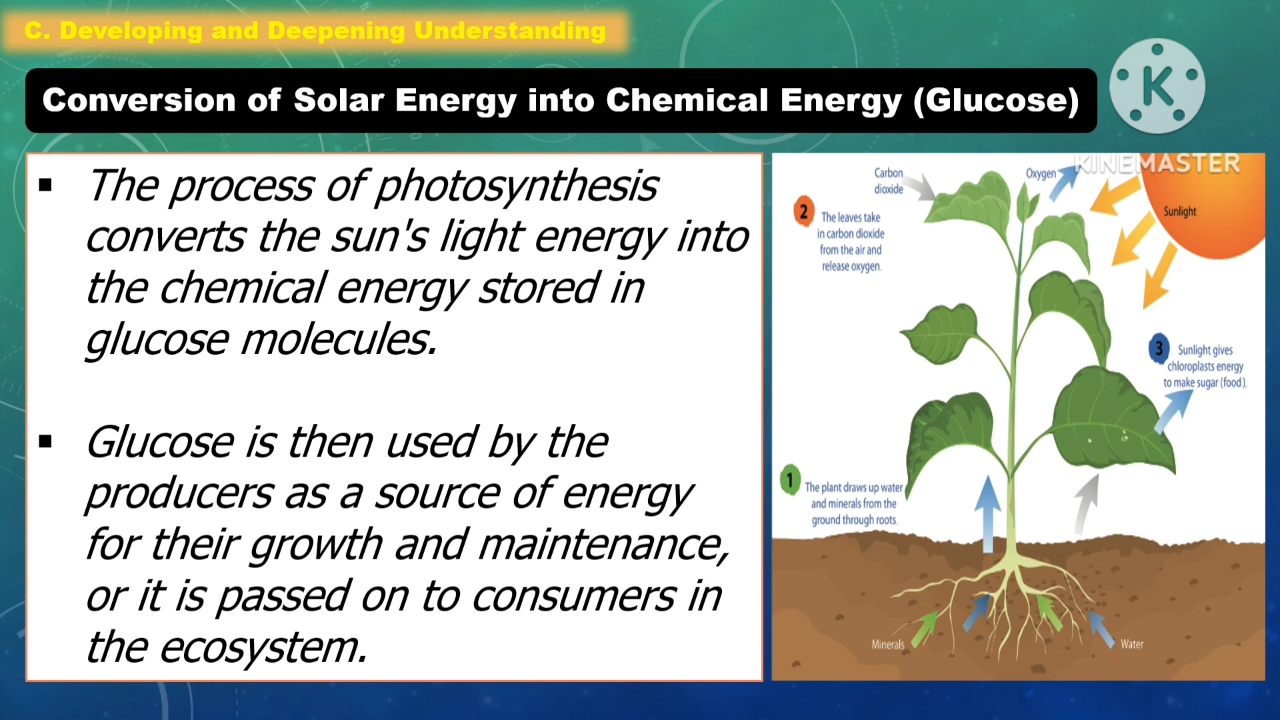 C. Developing and Deepening Understanding
Conversion of Solar Energy into Chemical Energy (Glucose)
K
KINEMASTER
▪ The process of photosynthesis
converts the sun's light energy into
the chemical energy stored in
glucose molecules.
▪ Glucose is then used by the
producers as a source of energy
for their growth and maintenance,
or it is passed on to consumers in
the ecosystem.
Carbon
dioxide
Oxygen
Sunlight
2
The leaves take
in carbon dioxide
from the air and
release oxygen.
3
Sunlight gives
chloroplasts energy
to make sugar (food).
1
The plant draws up water
and minerals from the
ground through roots.
Minerals
Water